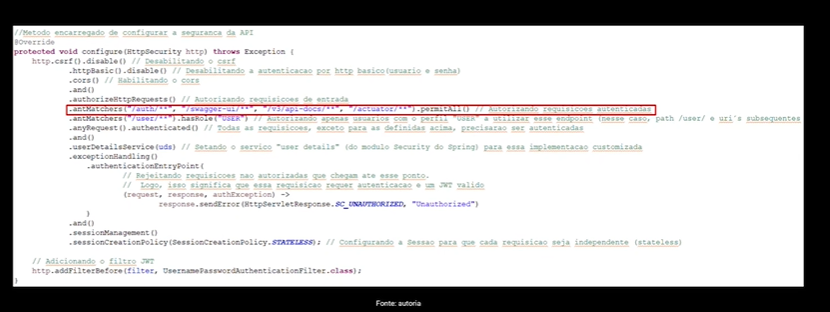 //Metodo encarregado de configurar a seguranca da API
@Override
protected void configure(HttpSecurity http) throws Exception {
http.csrf().disable() // Desabilitando o csrf
.httpBasic().disable() // Desabilitando a autenticacao por http basico(usuario e senha)
.cors() // Habilitando o cors
.and()
.authorizeHttpRequests() // Autorizando requisicoes de entrada
.antMatchers("/auth/**", "/swagger-ui/**", "/v3/api-docs/**", "/actuator/**").permitAll() // Autorizando requisicoes autenticadas
.antMatchers("/user/**").hasRole("USER") // Autorizando apenas usuarios com o perfil "USER" a utilizar esse endpoint (nesse caso, path /user/ e uri's subsequentes
.anyRequest().authenticated() // Todas as requisicoes, exceto para as definidas acima, precisarao ser autenticadas
.and()
.userDetailsService(uds) // Setando o servico "user details" (do modulo Security do Spring) para essa implementacao customizada
.exceptionHandling()
.authenticationEntryPoint(
// Rejeitando requisicoes nao autorizadas que chegam ate esse ponto.
// Logo, isso significa que essa requisicao requer autenticacao e um JWT valido
(request, response, authException) ->
response.sendError(HttpServletResponse.SC_UNAUTHORIZED, "Unauthorized")
)
.and()
.sessionManagement()
.sessionCreationPolicy(SessionCreationPolicy.STATELESS); // Configurando a Sessao para que cada requisicao seja independente (stateless)
// Adicionando o filtro JWT
http.addFilterBefore(filter, UsernamePasswordAuthenticationFilter.class);
}
Fonte: autoria